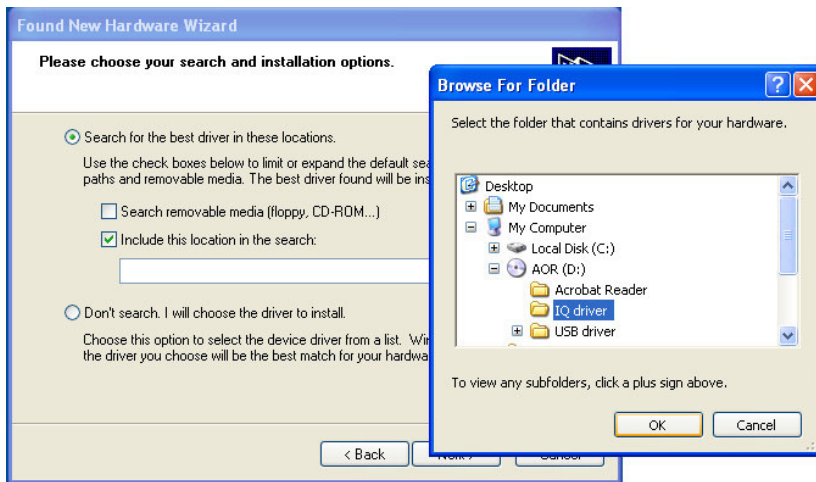 Found New Hardware Wizard
Please choose your search and installation options.
Search for the best driver in these locations.
Use the check boxes below to limit or expand the default
paths and removable media. The best driver found will be
Search removable media (floppy, CD-ROM...)
Include this location in the search:
Don't search. I will choose the driver to install.
Choose this option to select the device driver from a list.
the driver you choose will be the best match for your
< Back
Browse For Folder
Select the folder that contains drivers for your hardware.
Desktop
My Documents
My Computer
Local Disk (C:)
AOR (D:)
Acrobat Reader
IQ driver
USB driver
To view any subfolders, click a plus sign above.
OK
Cancel